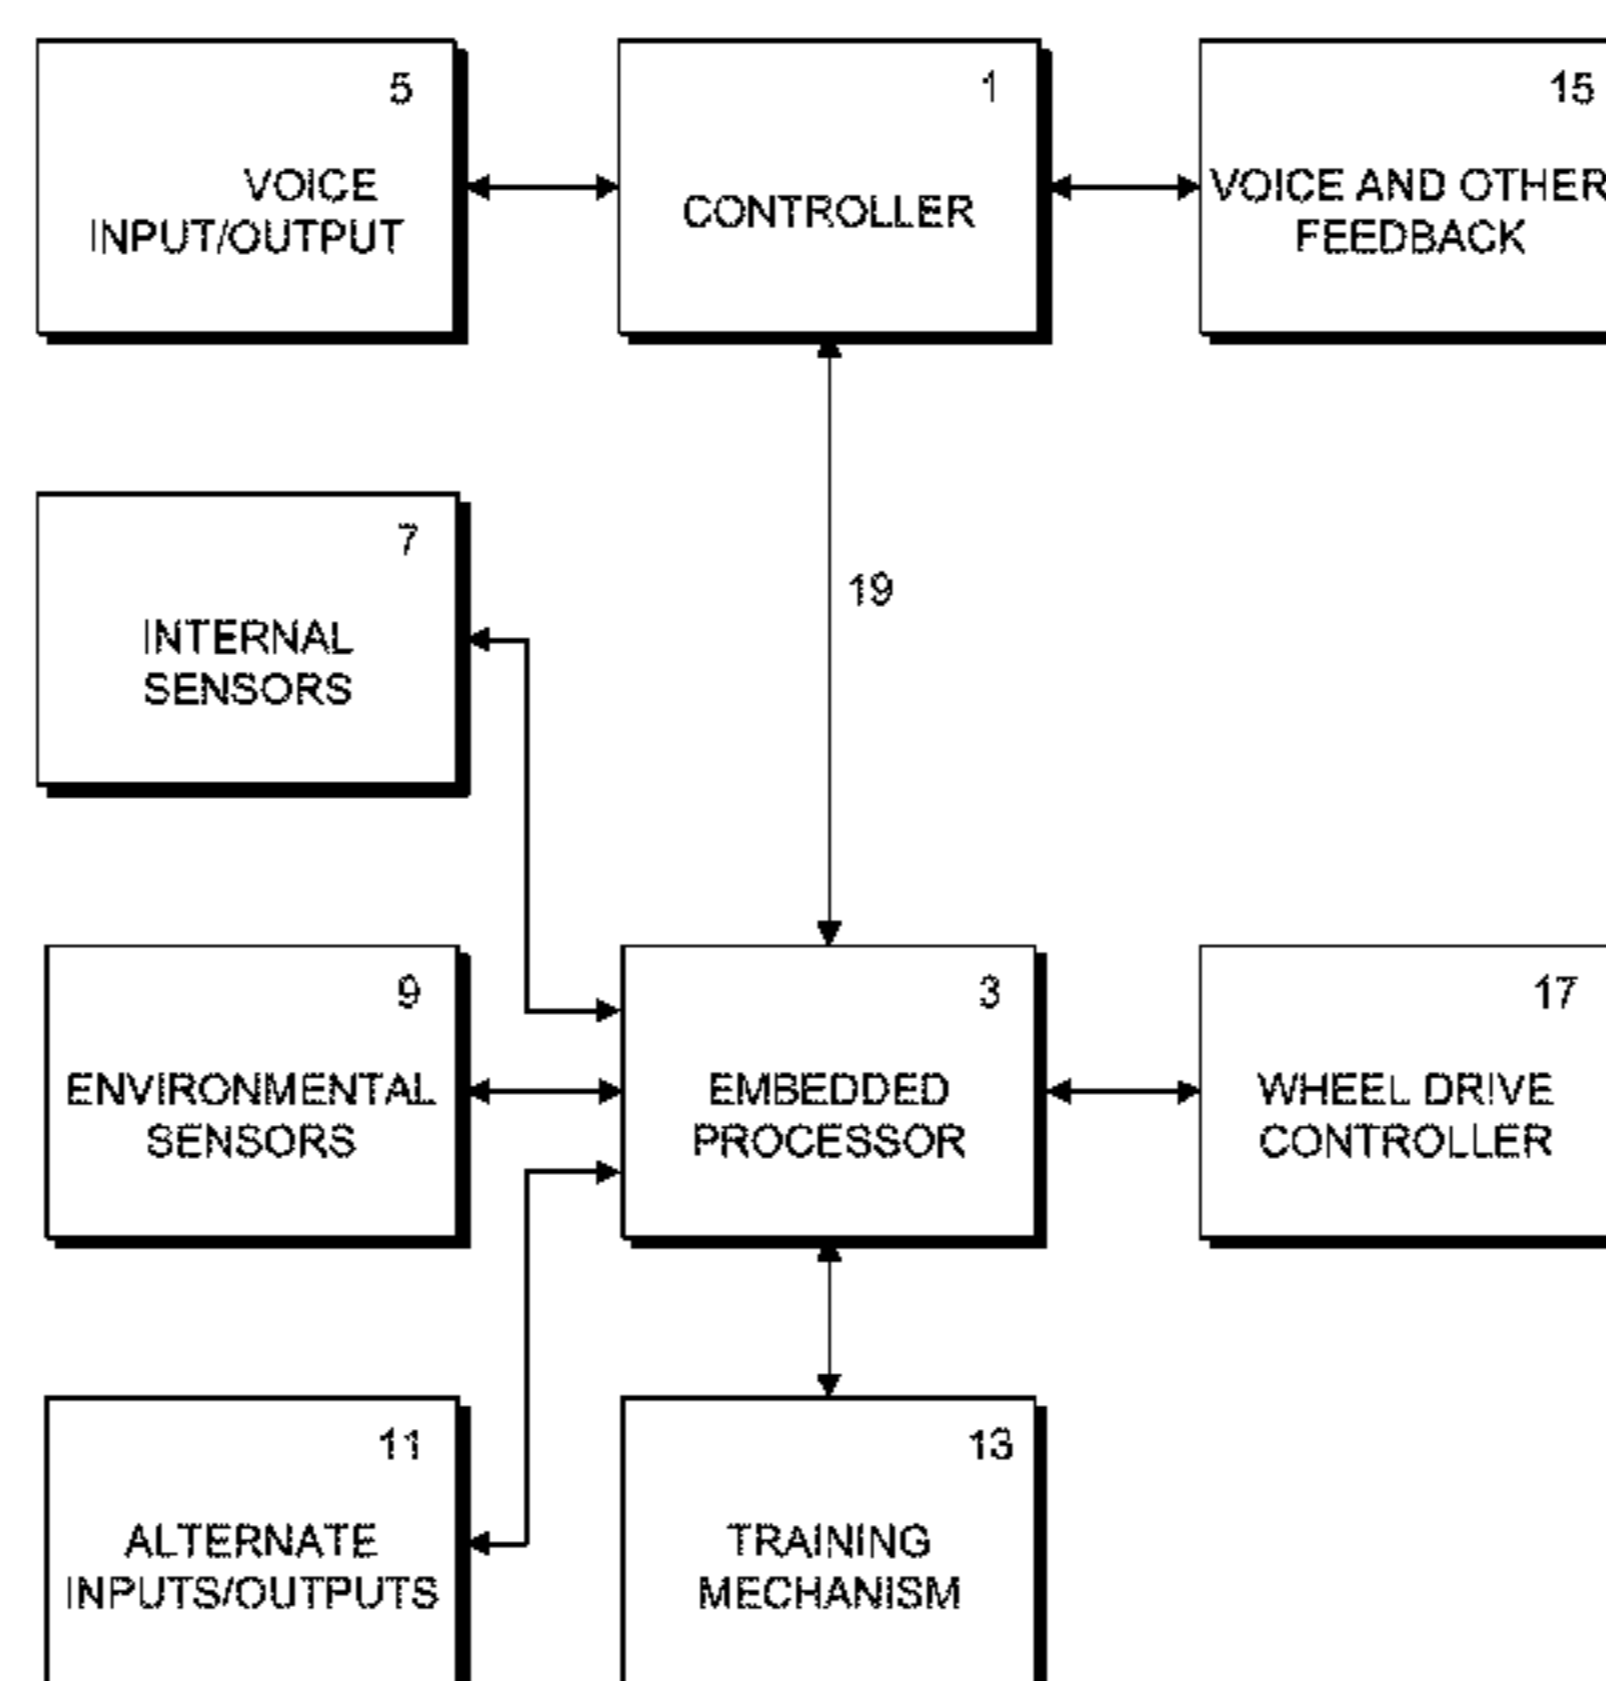 5
VOICE
INPUT/OUTPUT
1
CONTROLLER
15
VOICE AND OTHER
FEEDBACK
7
INTERNAL
SENSORS
19
9
ENVIRONMENTAL
SENSORS
3
EMBEDDED
PROCESSOR
17
WHEEL DRIVE
CONTROLLER
11
ALTERNATE
INPUTS/OUTPUTS
13
TRAINING
MECHANISM